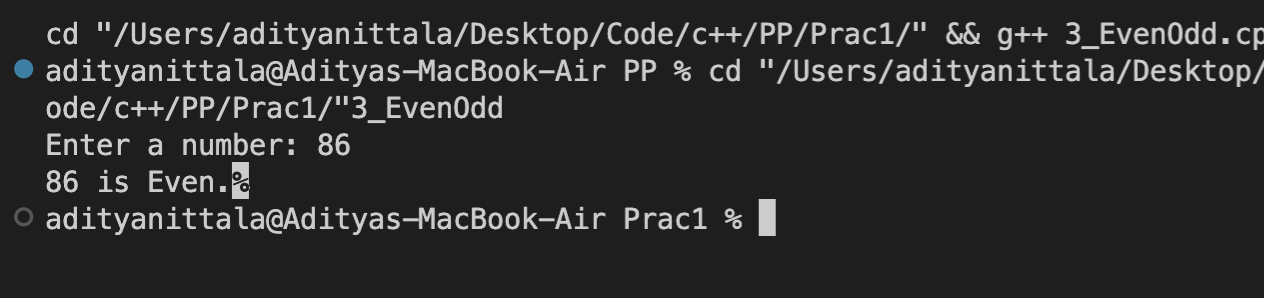 cd "/Users/adityanittala/Desktop/Code/c++/PP/Prac1/" && g++ 3_EvenOdd.cp
adityanittala@Adityas-MacBook-Air PP % cd "/Users/adityanittala/Desktop/
ode/c++/PP/Prac1/"3_EvenOdd
Enter a number: 86
86 is Even.%
adityanittala@Adityas-MacBook-Air Prac1 %